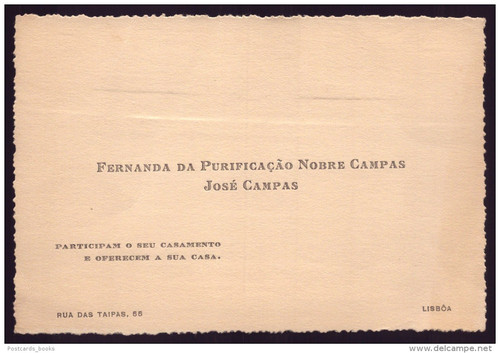 FERNANDA DA PURIFICAÇÃO NOBRE CAMPAS
JOSÉ CAMPAS
PARTICIPAM O SEU CASAMENTO
E OFERECEM A SUA CASA.
RUA DAS TAIPAS, 55
LISBÔA
Postcards_books
delcampe.net